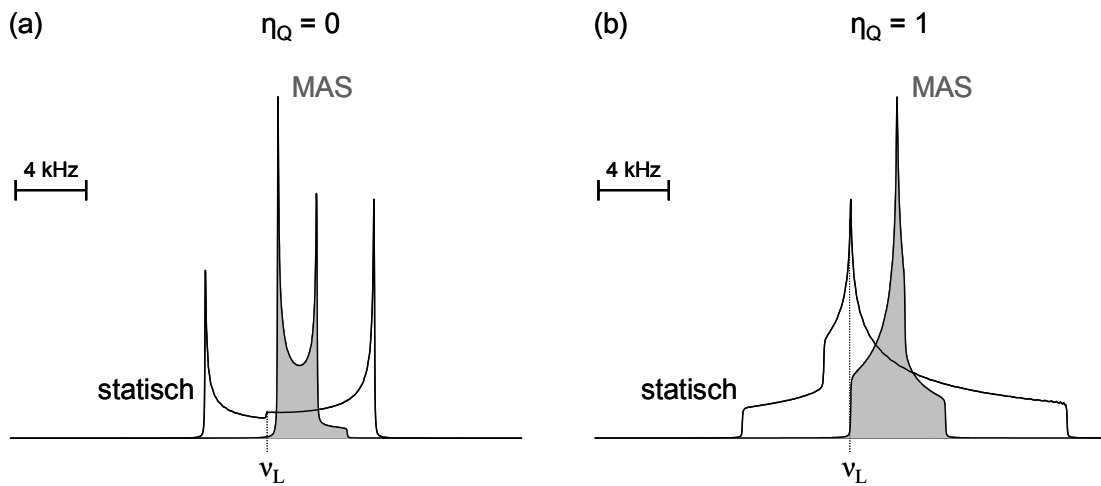 (a) η_Q = 0
MAS
4 kHz
statisch
ν_L
(b) η_Q = 1
MAS
4 kHz
statisch
ν_L